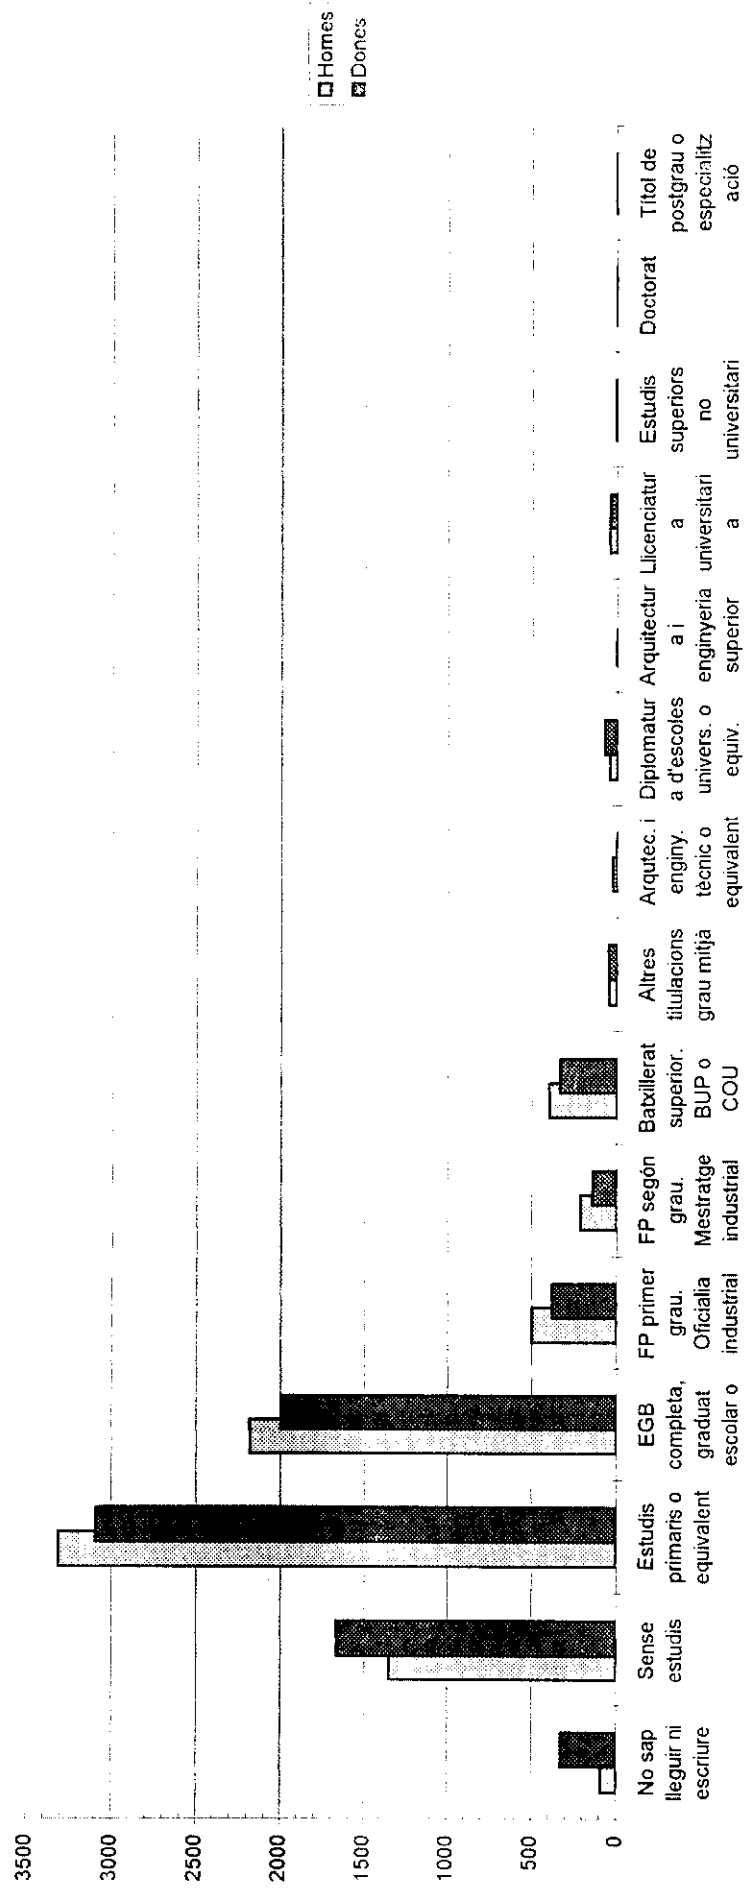 3500
3000
2500
2000
1500
1000
500
0
No sap
lleguir ni
escriure
Sense
estudis
Estudis
primaris o
equivalent
EGB
completa,
graduat
escolar o
FP primer
grau.
Oficialia
industrial
FP segón
grau.
Mestratge
industrial
Batxillerat
superior.
BUP o
COU
Altres
titulacions
grau mitjà
Arqutec. i
enginy.
tècnic o
equivalent
Diplomatur
a d'escoles
univers. o
equiv.
Arquitectur
a i
enginyeria
superior
Llicenciatur
a
universitari
a
Estudis
superiors
no
universitari
Doctorat
Títol de
postgrau o
especialitz
ació
Homes
Dones